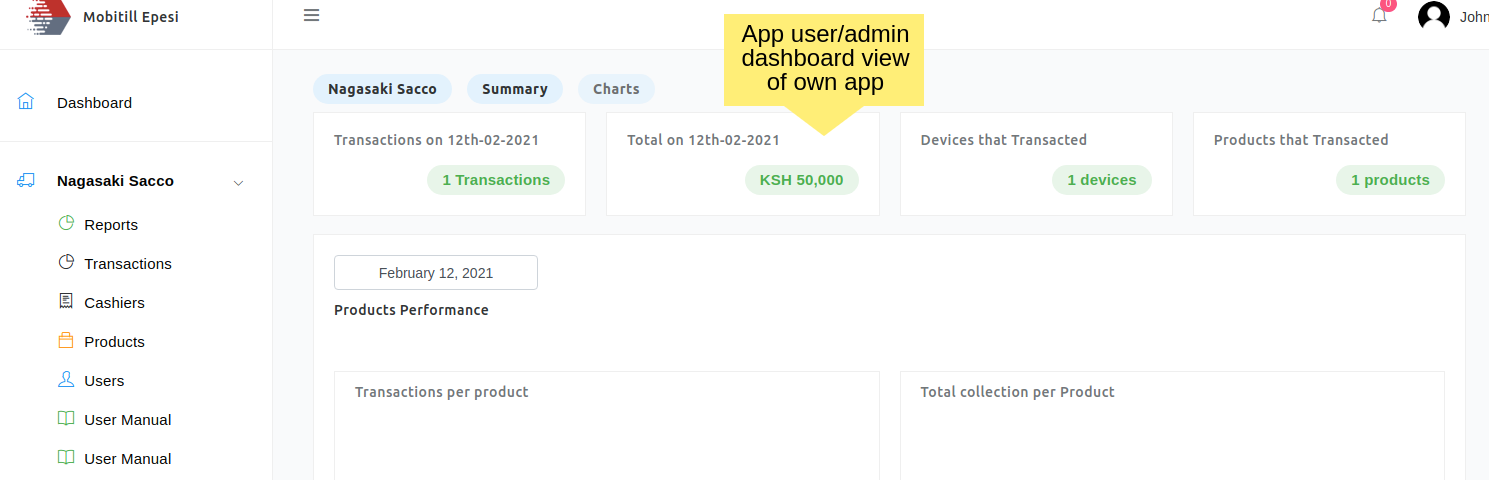 Mobitill Epesi
0
John
App user/admin
dashboard view
of own app
Dashboard
Nagasaki Sacco
Reports
Transactions
Cashiers
Products
Users
User Manual
User Manual
Nagasaki Sacco
Summary
Charts
Transactions on 12th-02-2021
1 Transactions
Total on 12th-02-2021
KSH 50,000
Devices that Transacted
1 devices
Products that Transacted
1 products
February 12, 2021
Products Performance
Transactions per product
Total collection per Product